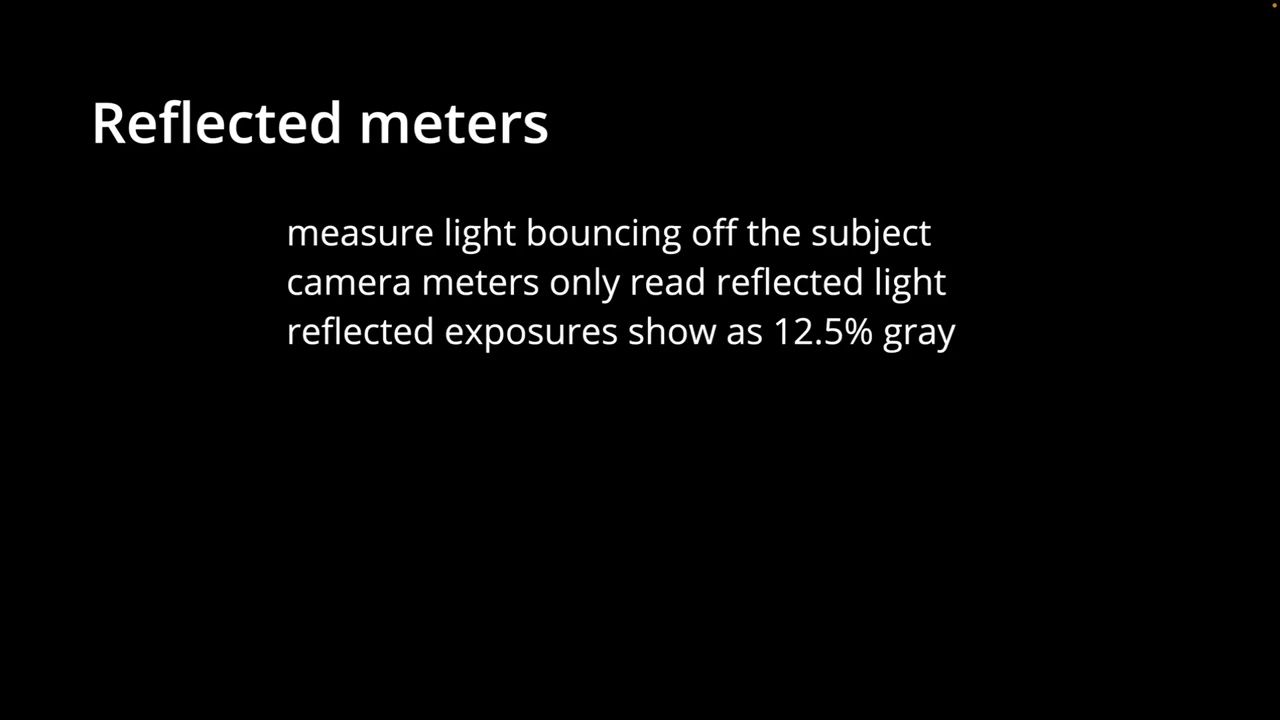 Reflected meters
measure light bouncing off the subject
camera meters only read reflected light
reflected exposures show as 12.5% gray